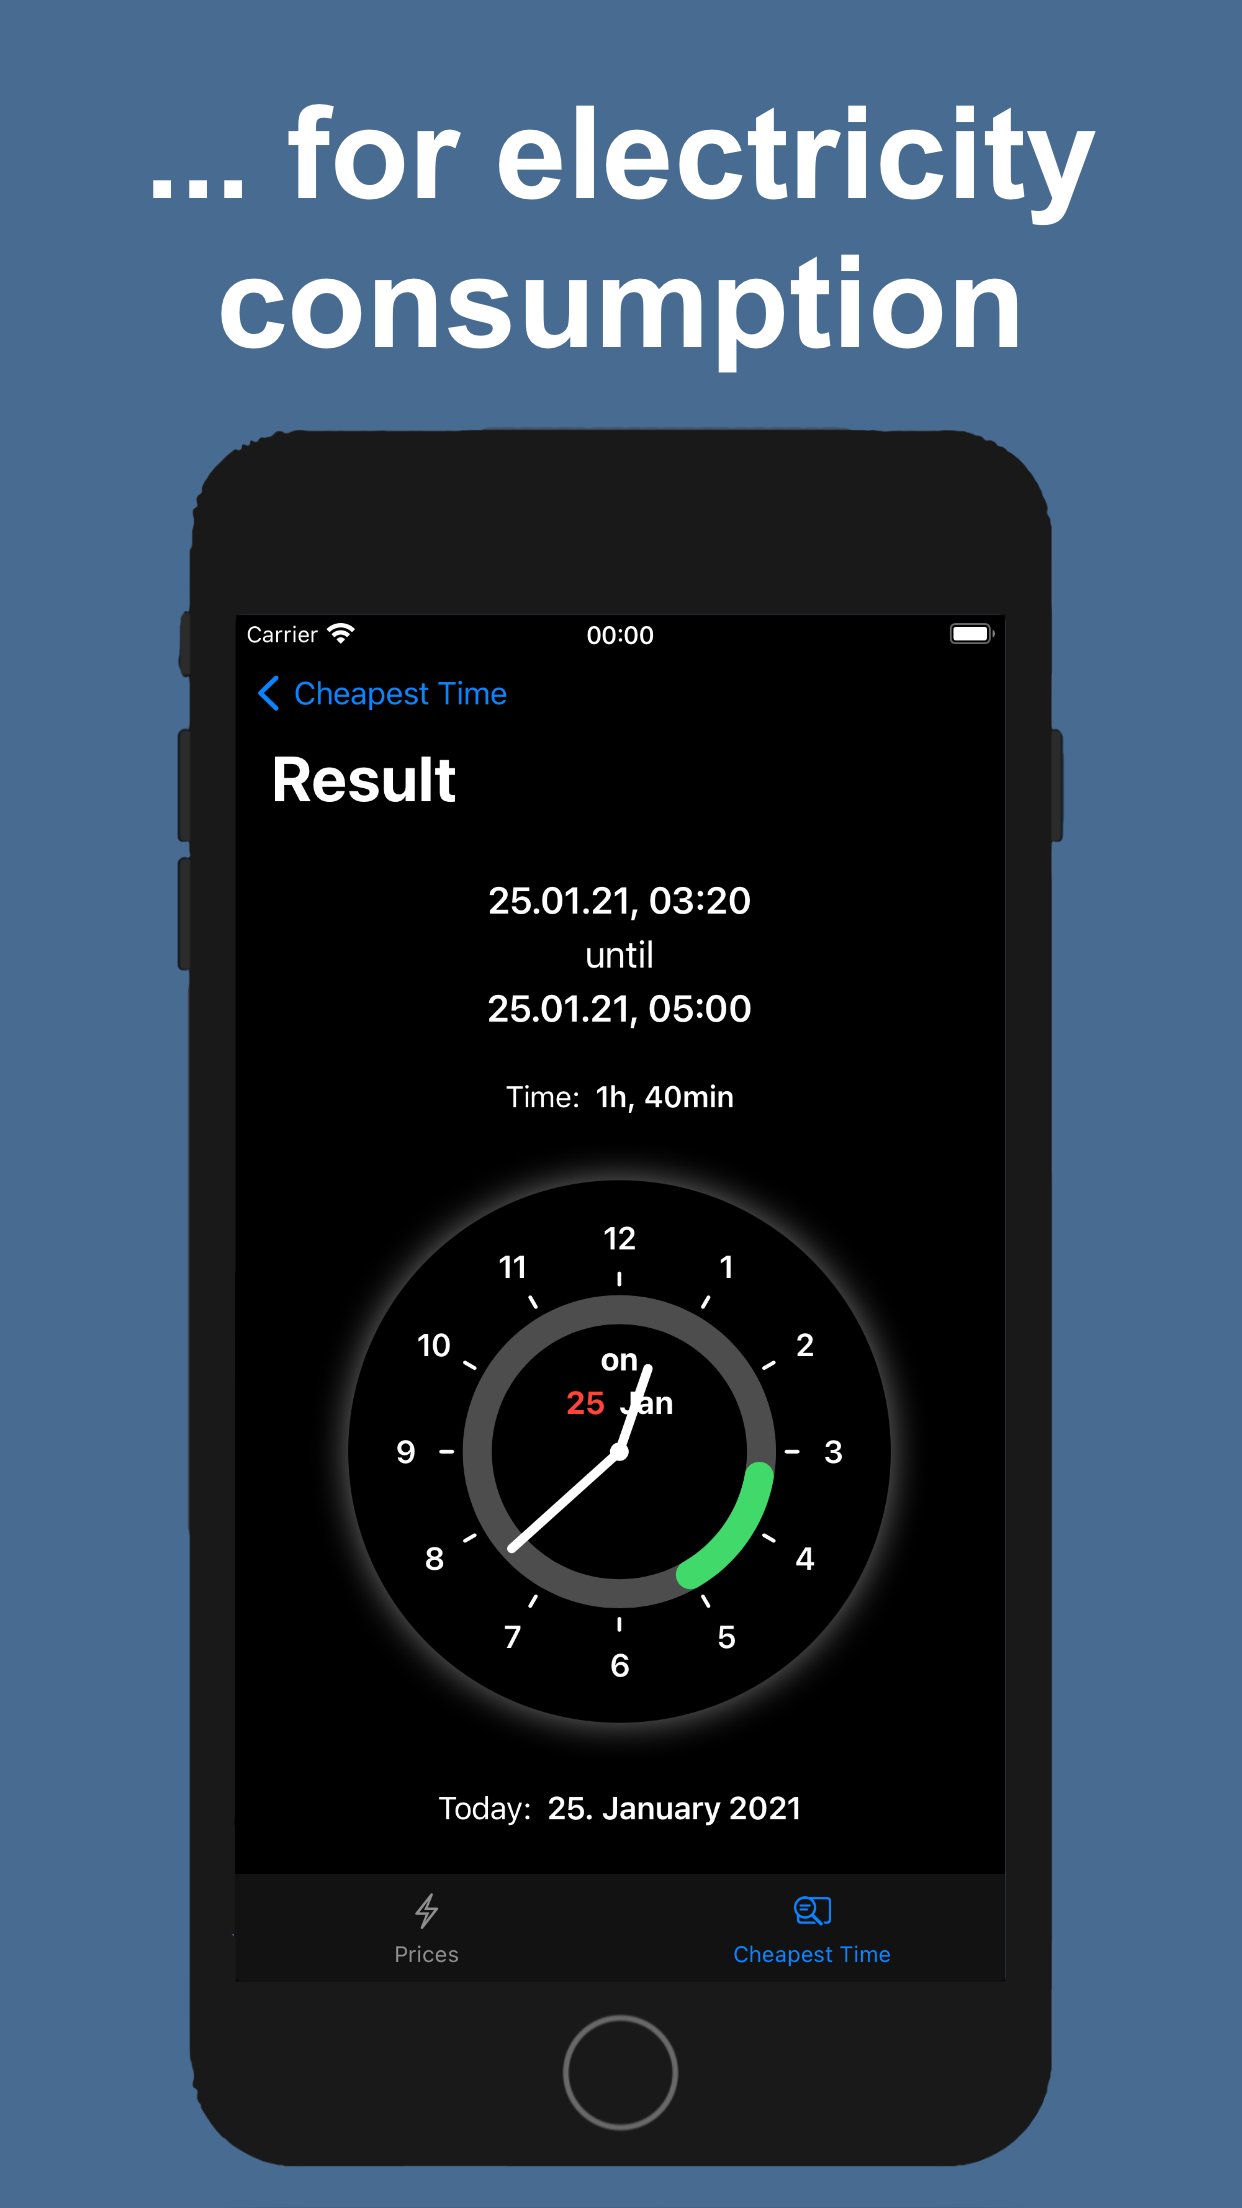 ... for electricity
consumption
Carrier
00:00
Cheapest Time
Result
25.01.21, 03:20
until
25.01.21, 05:00
Time: 1h, 40min
12
11
1
10
2
on
25 Jan
9
3
8
4
7
5
6
Today: 25. January 2021
Prices
Cheapest Time